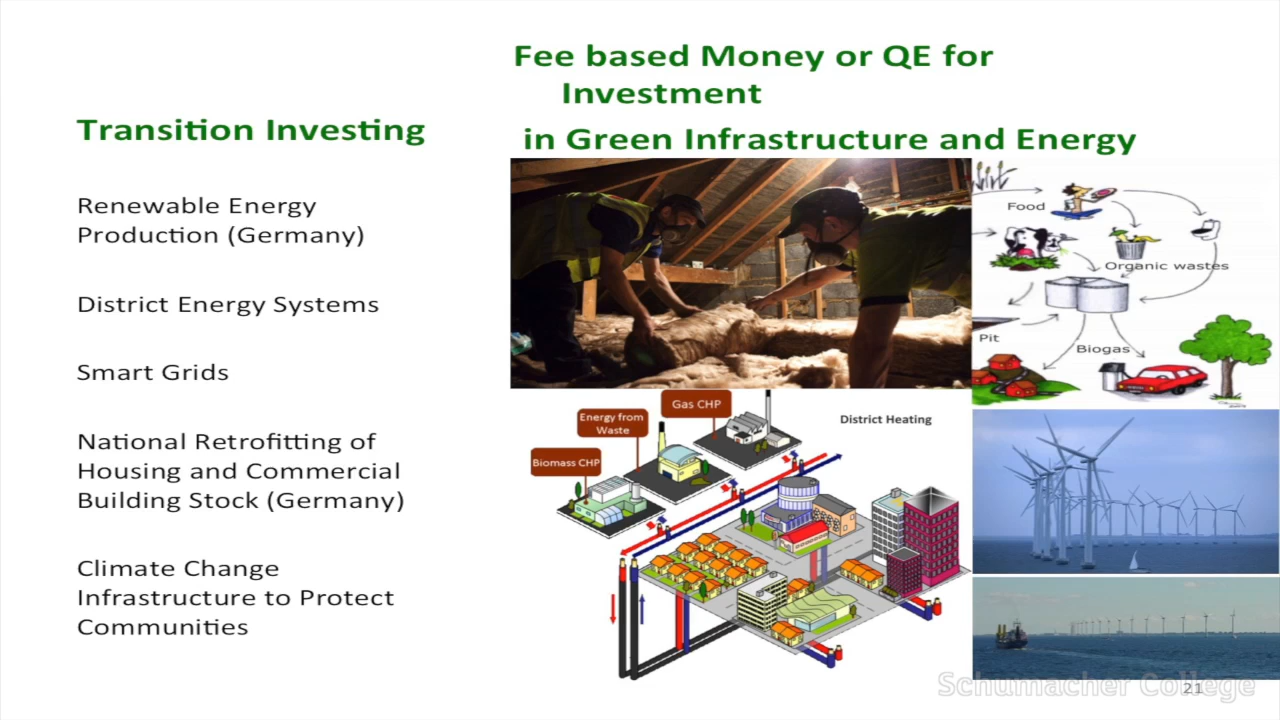 Fee based Money or QE for
Investment
in Green Infrastructure and Energy
Transition Investing
Renewable Energy
Production (Germany)
District Energy Systems
Smart Grids
National Retrofitting of
Housing and Commercial
Building Stock (Germany)
Climate Change
Infrastructure to Protect
Communities
Food
Organic wastes
Pit
Biogas
Gas CHP
Energy from
Waste
Biomass CHP
District Heating
Schumacher College
21